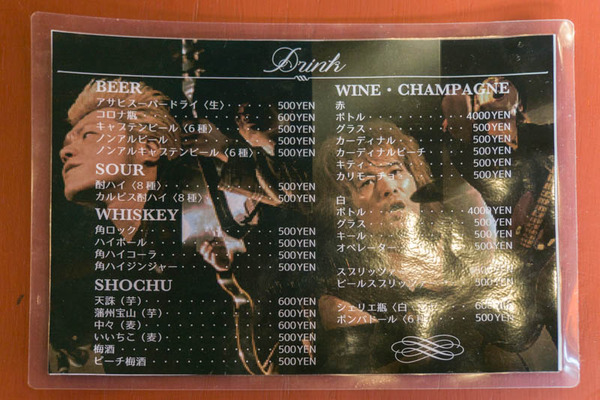 Drink
BEER
アサヒスーパードライ〈生〉・・・・・500YEN
コロナ瓶・・・・・・・・・・・・600YEN
キャプテンビール〈6種〉・・・・・500YEN
ノンアルビール・・・・・・・・・500YEN
ノンアルキャプテンビール〈6種〉・・500YEN
SOUR
酎ハイ〈8種〉・・・・・・・・・500YEN
カルピス酎ハイ〈8種〉・・・・・・500YEN
WHISKEY
角ロック・・・・・・・・・・・・500YEN
ハイボール・・・・・・・・・・・500YEN
角ハイコーラ・・・・・・・・・・500YEN
角ハイジンジャー・・・・・・・・500YEN
SHOCHU
天誅（芋）・・・・・・・・・・・600YEN
蒲州宝山（芋）・・・・・・・・・600YEN
中々（麦）・・・・・・・・・・・600YEN
いいちこ（麦）・・・・・・・・・500YEN
梅酒・・・・・・・・・・・・・・500YEN
ピーチ梅酒・・・・・・・・・・・500YEN
WINE・CHAMPAGNE
赤
ボトル・・・・・・・・・・・4000YEN
グラス・・・・・・・・・・・・500YEN
カーディナル・・・・・・・・・500YEN
カーディナルピーチ・・・・・・500YEN
キティ・・・・・・・・・・・・500YEN
カリモーチョ・・・・・・・・・500YEN
白
ボトル・・・・・・・・・・・4000YEN
グラス・・・・・・・・・・・・500YEN
キール・・・・・・・・・・・・500YEN
オペレーター・・・・・・・・・500YEN
スプリッツァー
ビールスプリッツァー・・・・・500YEN
シェリエ瓶〈白
ポンパドール〈6種〉・・・・・・500YEN